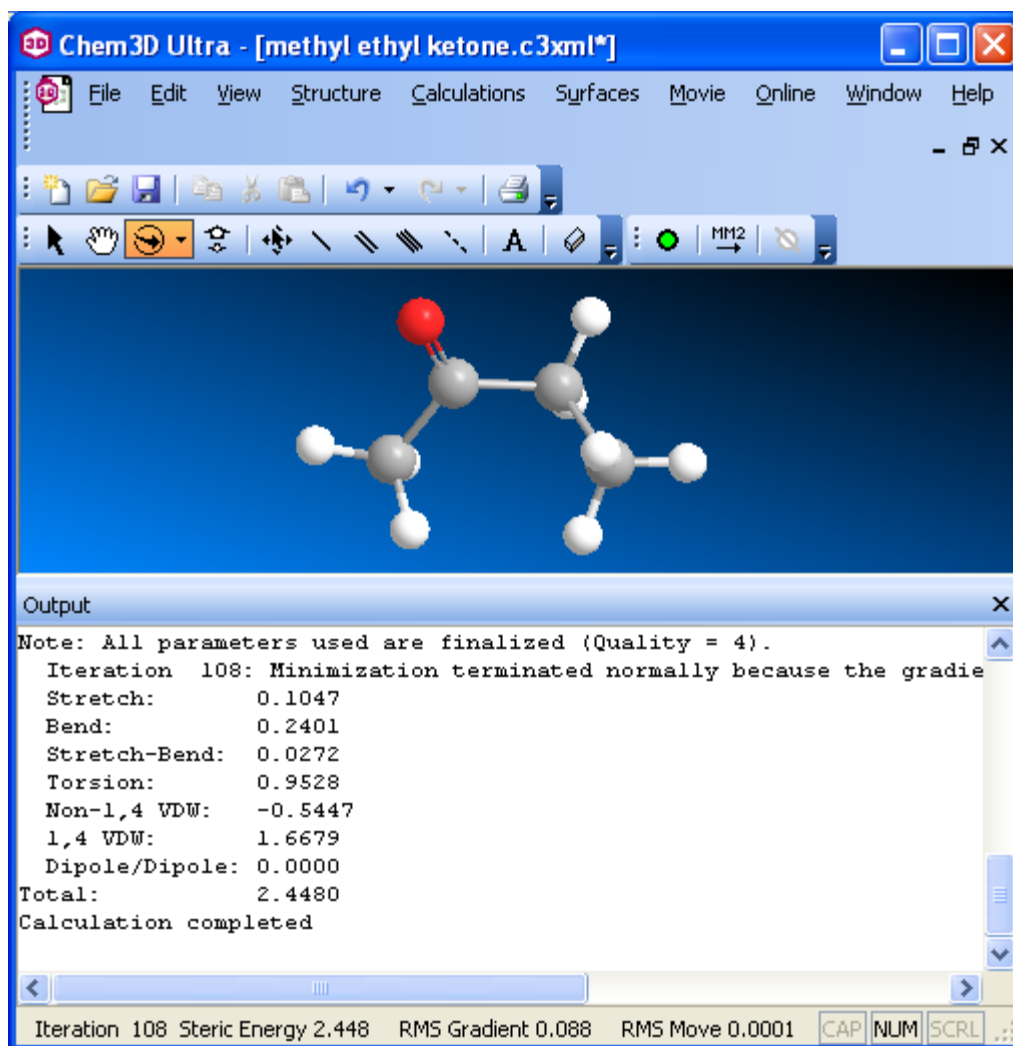 Chem3D Ultra - [methyl ethyl ketone.c3xml*]
File Edit View Structure Calculations Surfaces Movie Online Window Help
A MM2
Output
Note: All parameters used are finalized (Quality = 4).
Iteration 108: Minimization terminated normally because the gradie
Stretch: 0.1047
Bend: 0.2401
Stretch-Bend: 0.0272
Torsion: 0.9528
Non-1,4 VDW: -0.5447
1,4 VDW: 1.6679
Dipole/Dipole: 0.0000
Total: 2.4480
Calculation completed
Iteration 108 Steric Energy 2.448 RMS Gradient 0.088 RMS Move 0.0001 CAP NUM SCRL